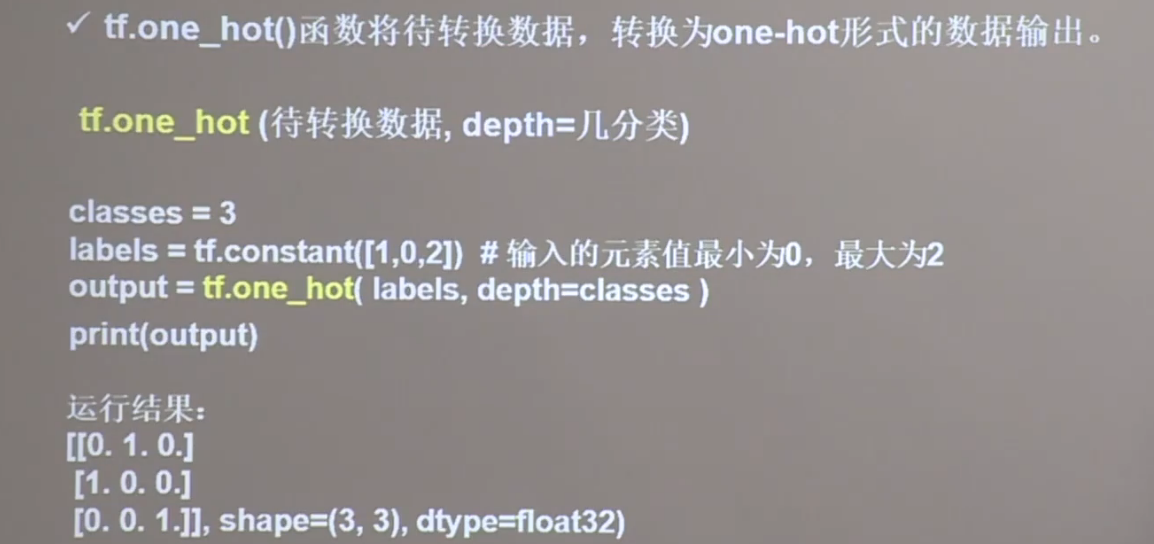 ✓ tf.one_hot()函数将待转换数据，转换为one-hot形式的数据输出。
tf.one_hot (待转换数据, depth=几分类)
classes = 3
labels = tf.constant([1,0,2])  # 输入的元素值最小为0，最大为2
output = tf.one_hot( labels, depth=classes )
print(output)
运行结果：
[[0. 1. 0.]
[1. 0. 0.]
[0. 0. 1.]], shape=(3, 3), dtype=float32)